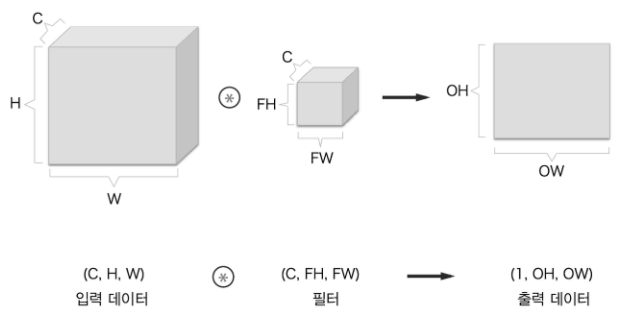 C
H
W
⊛
C
FH
FW
OH
OW
(C, H, W) ⊛ (C, FH, FW) (1, OH, OW)
입력 데이터 필터 출력 데이터